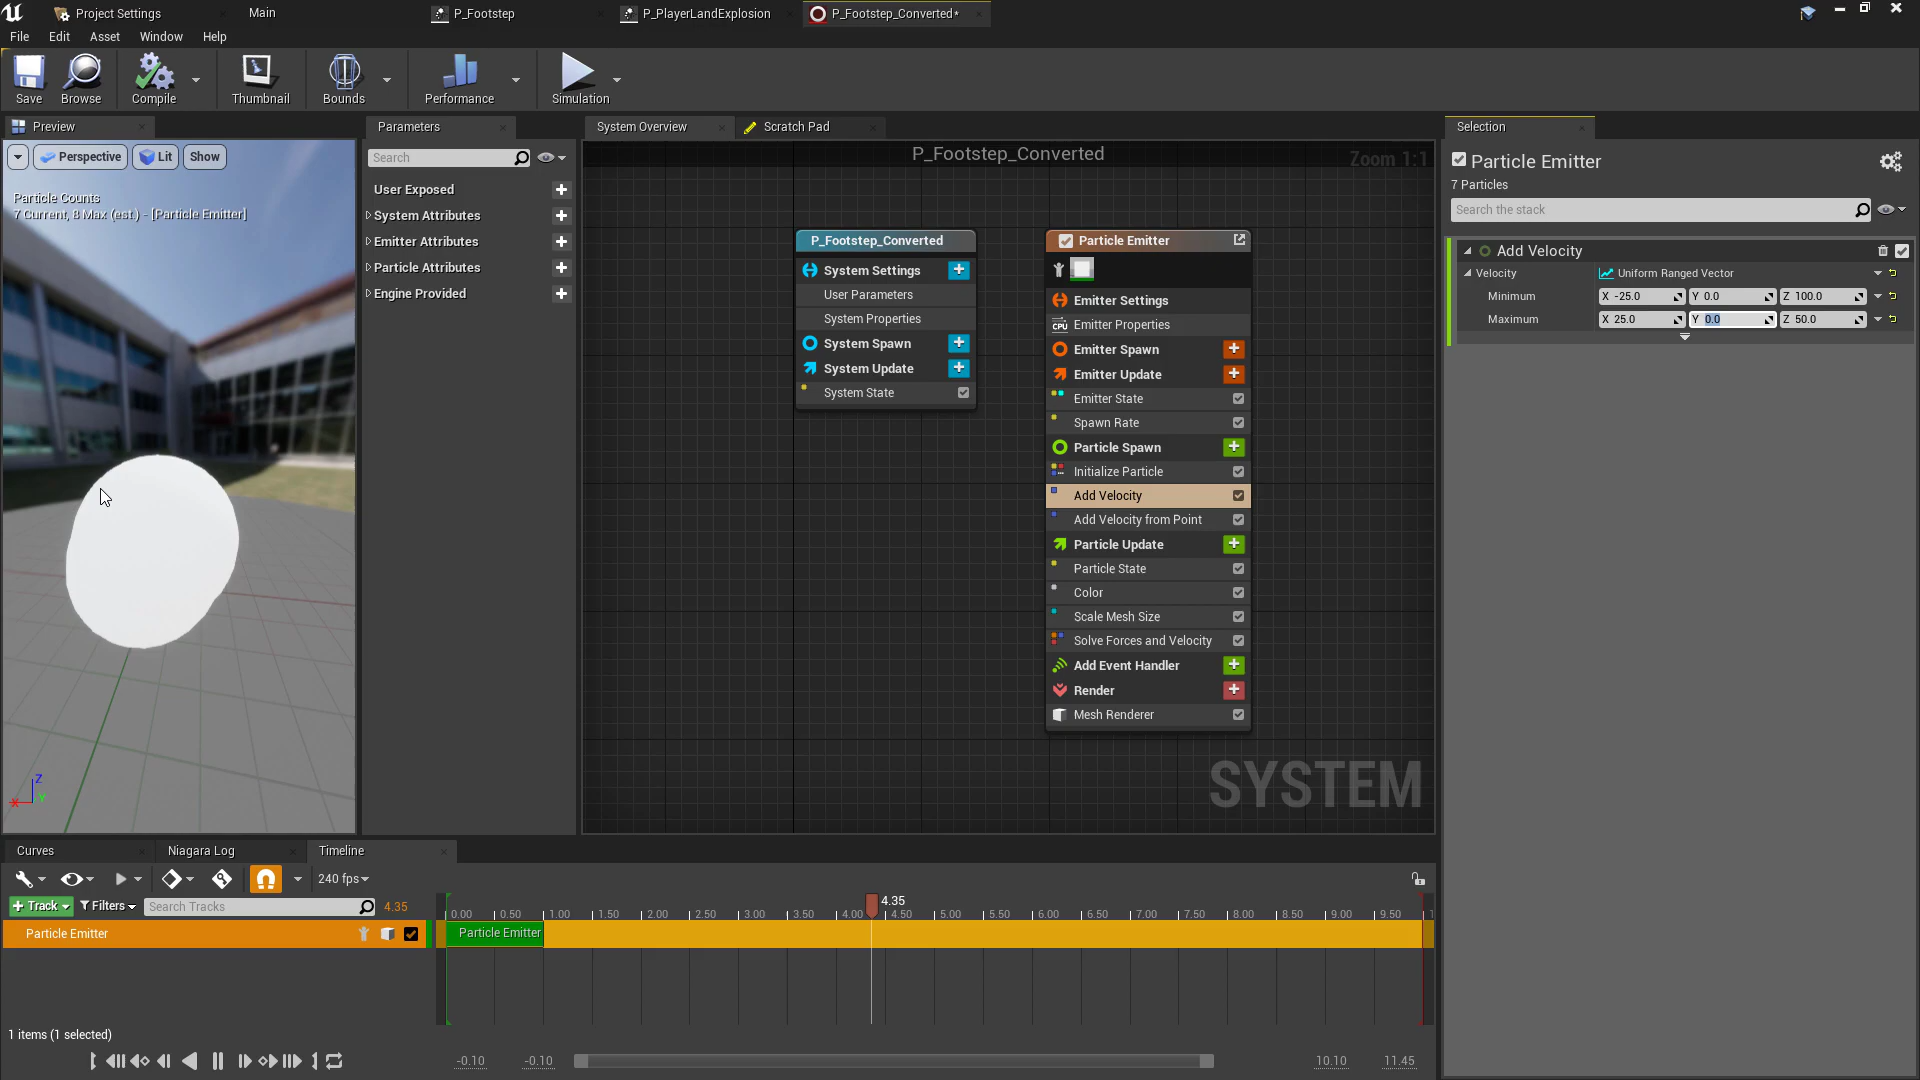 Project Settings
Main
P_Footstep
P_PlayerLandExplosion
P_Footstep_Converted*
File
Edit
Asset
Window
Help
Save
Browse
Compile
Thumbnail
Bounds
Performance
Simulation
Preview
Parameters
System Overview
Scratch Pad
Selection
Perspective
Lit
Show
Particle Counts
7 Current, 8 Max (est.) - [Particle Emitter]
Search
User Exposed
System Attributes
Emitter Attributes
Particle Attributes
Engine Provided
P_Footstep_Converted
Zoom 1:1
P_Footstep_Converted
System Settings
User Parameters
System Properties
System Spawn
System Update
System State
Particle Emitter
Emitter Settings
CPU Emitter Properties
Emitter Spawn
Emitter Update
Emitter State
Spawn Rate
Particle Spawn
Initialize Particle
Add Velocity
Add Velocity from Point
Particle Update
Particle State
Color
Scale Mesh Size
Solve Forces and Velocity
Add Event Handler
Render
Mesh Renderer
SYSTEM
Particle Emitter
7 Particles
Search the stack
Add Velocity
Velocity Uniform Ranged Vector
Minimum X -25.0 Y 0.0 Z 100.0
Maximum X 25.0 Y 0.0 Z 50.0
Z
X Y
Curves
Niagara Log
Timeline
240 fps
Track
Filters
Search Tracks
4.35
4.35
0.00 0.50 1.00 1.50 2.00 2.50 3.00 3.50 4.00 4.50 5.00 5.50 6.00 6.50 7.00 7.50 8.00 8.50 9.00 9.50 1
Particle Emitter
Particle Emitter
1 items (1 selected)
-0.10
-0.10
10.10
11.45